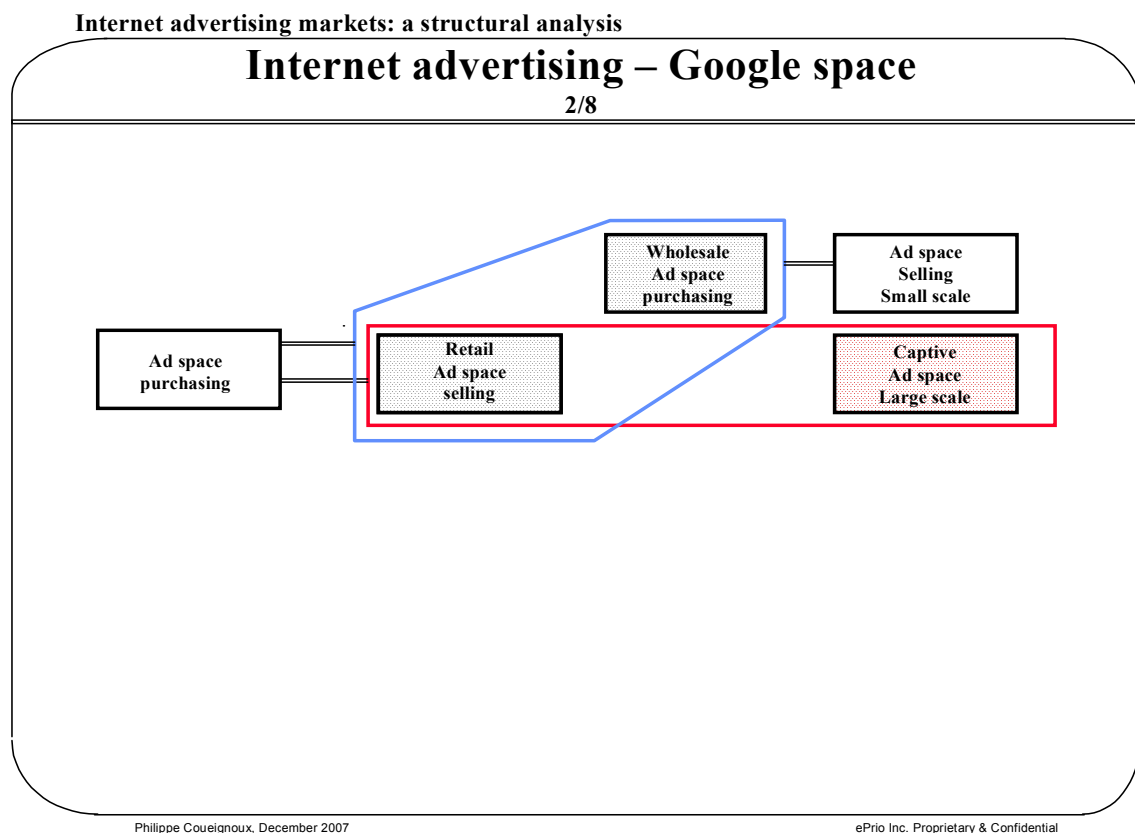 Internet advertising markets: a structural analysis
Internet advertising – Google space
2/8
Wholesale
Ad space
purchasing
Ad space
Selling
Small scale
Ad space
purchasing
Retail
Ad space
selling
Captive
Ad space
Large scale
Philippe Coueignoux, December 2007
ePrio Inc. Proprietary & Confidential